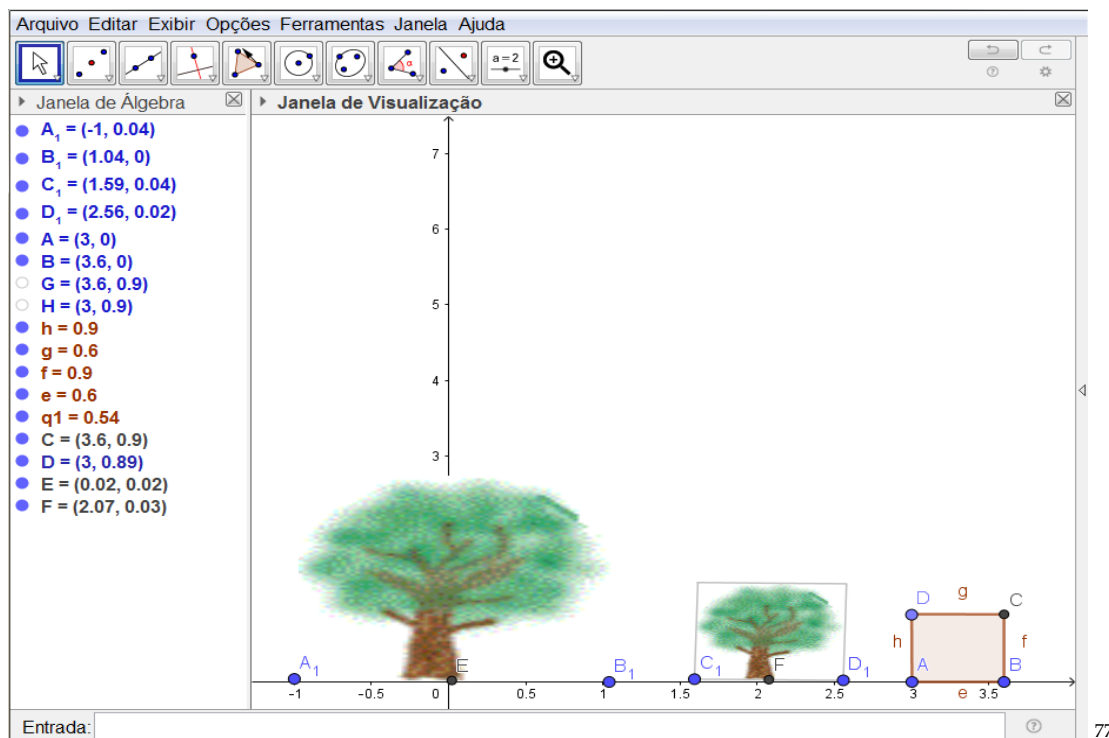 Arquivo Editar Exibir Opções Ferramentas Janela Ajuda
a = 2
Janela de Álgebra
Janela de Visualização
A₁ = (-1, 0.04)
B₁ = (1.04, 0)
C₁ = (1.59, 0.04)
D₁ = (2.56, 0.02)
A = (3, 0)
B = (3.6, 0)
G = (3.6, 0.9)
H = (3, 0.9)
h = 0.9
g = 0.6
f = 0.9
e = 0.6
q1 = 0.54
C = (3.6, 0.9)
D = (3, 0.89)
E = (0.02, 0.02)
F = (2.07, 0.03)
7
6
5
4
3
D g C
h f
A₁ E B₁ C₁ F D₁ A B
-1 -0.5 0 0.5 1 1.5 2 2.5 3 e 3.5
Entrada:
77